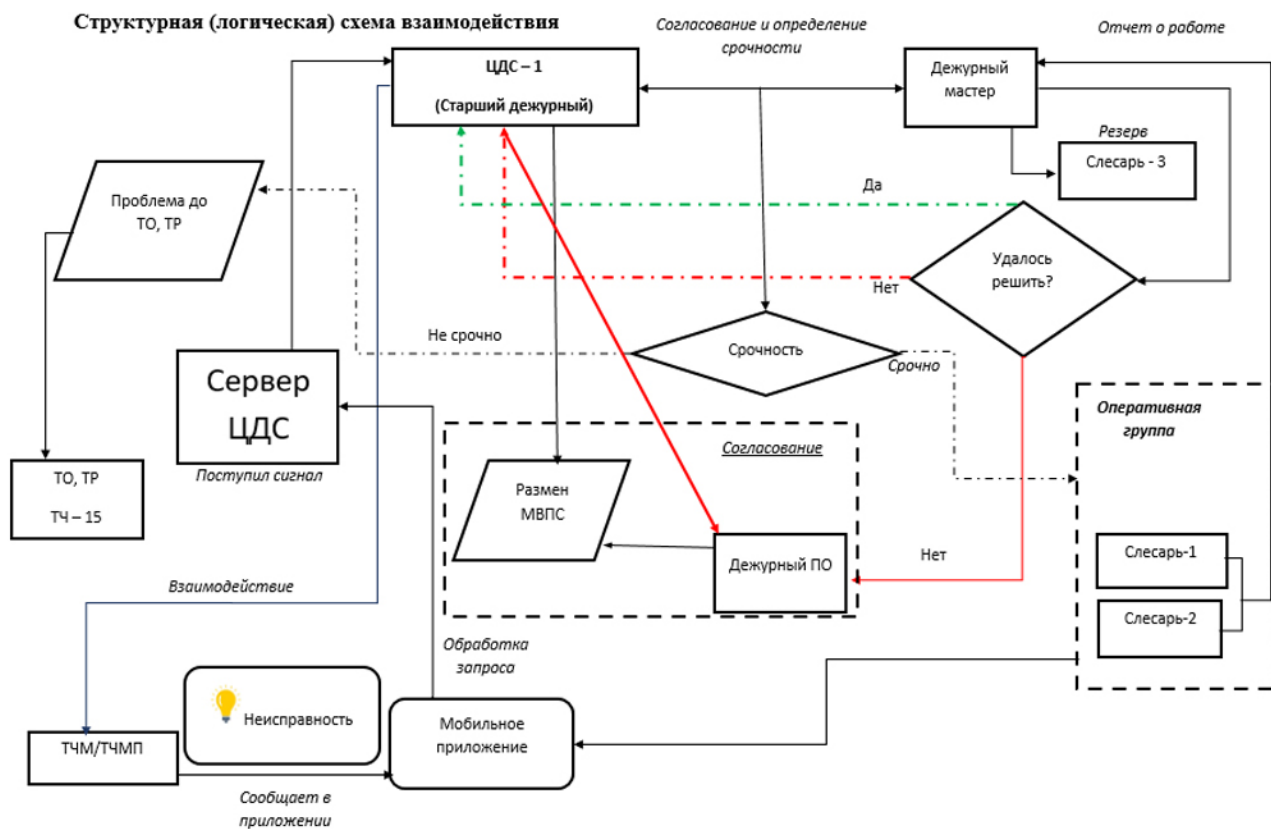 Структурная (логическая) схема взаимодействия
Согласование и определение
срочности
Отчет о работе
ЦДС – 1
(Старший дежурный)
Дежурный
мастер
Резерв
Слесарь - 3
Проблема до
ТО, ТР
Да
Удалось
решить?
Нет
Не срочно
Срочность
Срочно
Сервер
ЦДС
Поступил сигнал
Оперативная
группа
Согласование
ТО, ТР
ТЧ – 15
Размен
МВПС
Дежурный ПО
Нет
Слесарь-1
Слесарь-2
Взаимодействие
Обработка
запроса
Неисправность
Мобильное
приложение
ТЧМ/ТЧМП
Сообщает в
приложении